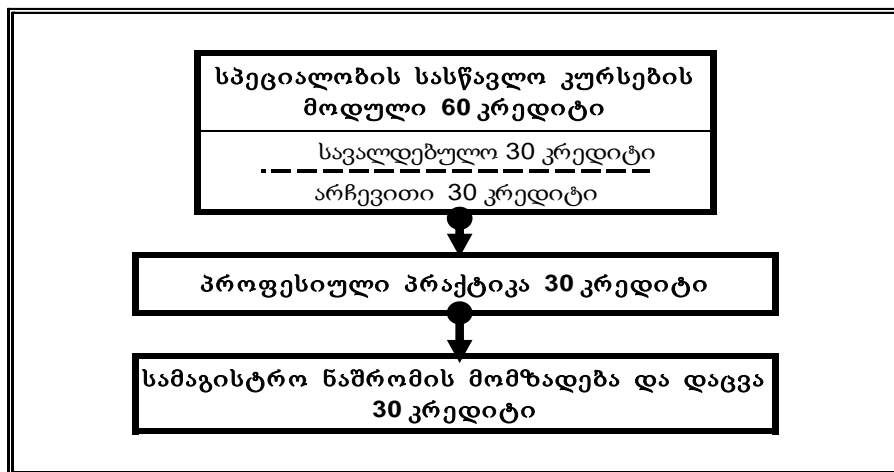 სპეციალობის სასწავლო კურსების
მოდული 60 კრედიტი
სავალდებულო 30 კრედიტი
არჩევითი 30 კრედიტი
პროფესიული პრაქტიკა 30 კრედიტი
სამაგისტრო ნაშრომის მომზადება და დაცვა
30 კრედიტი